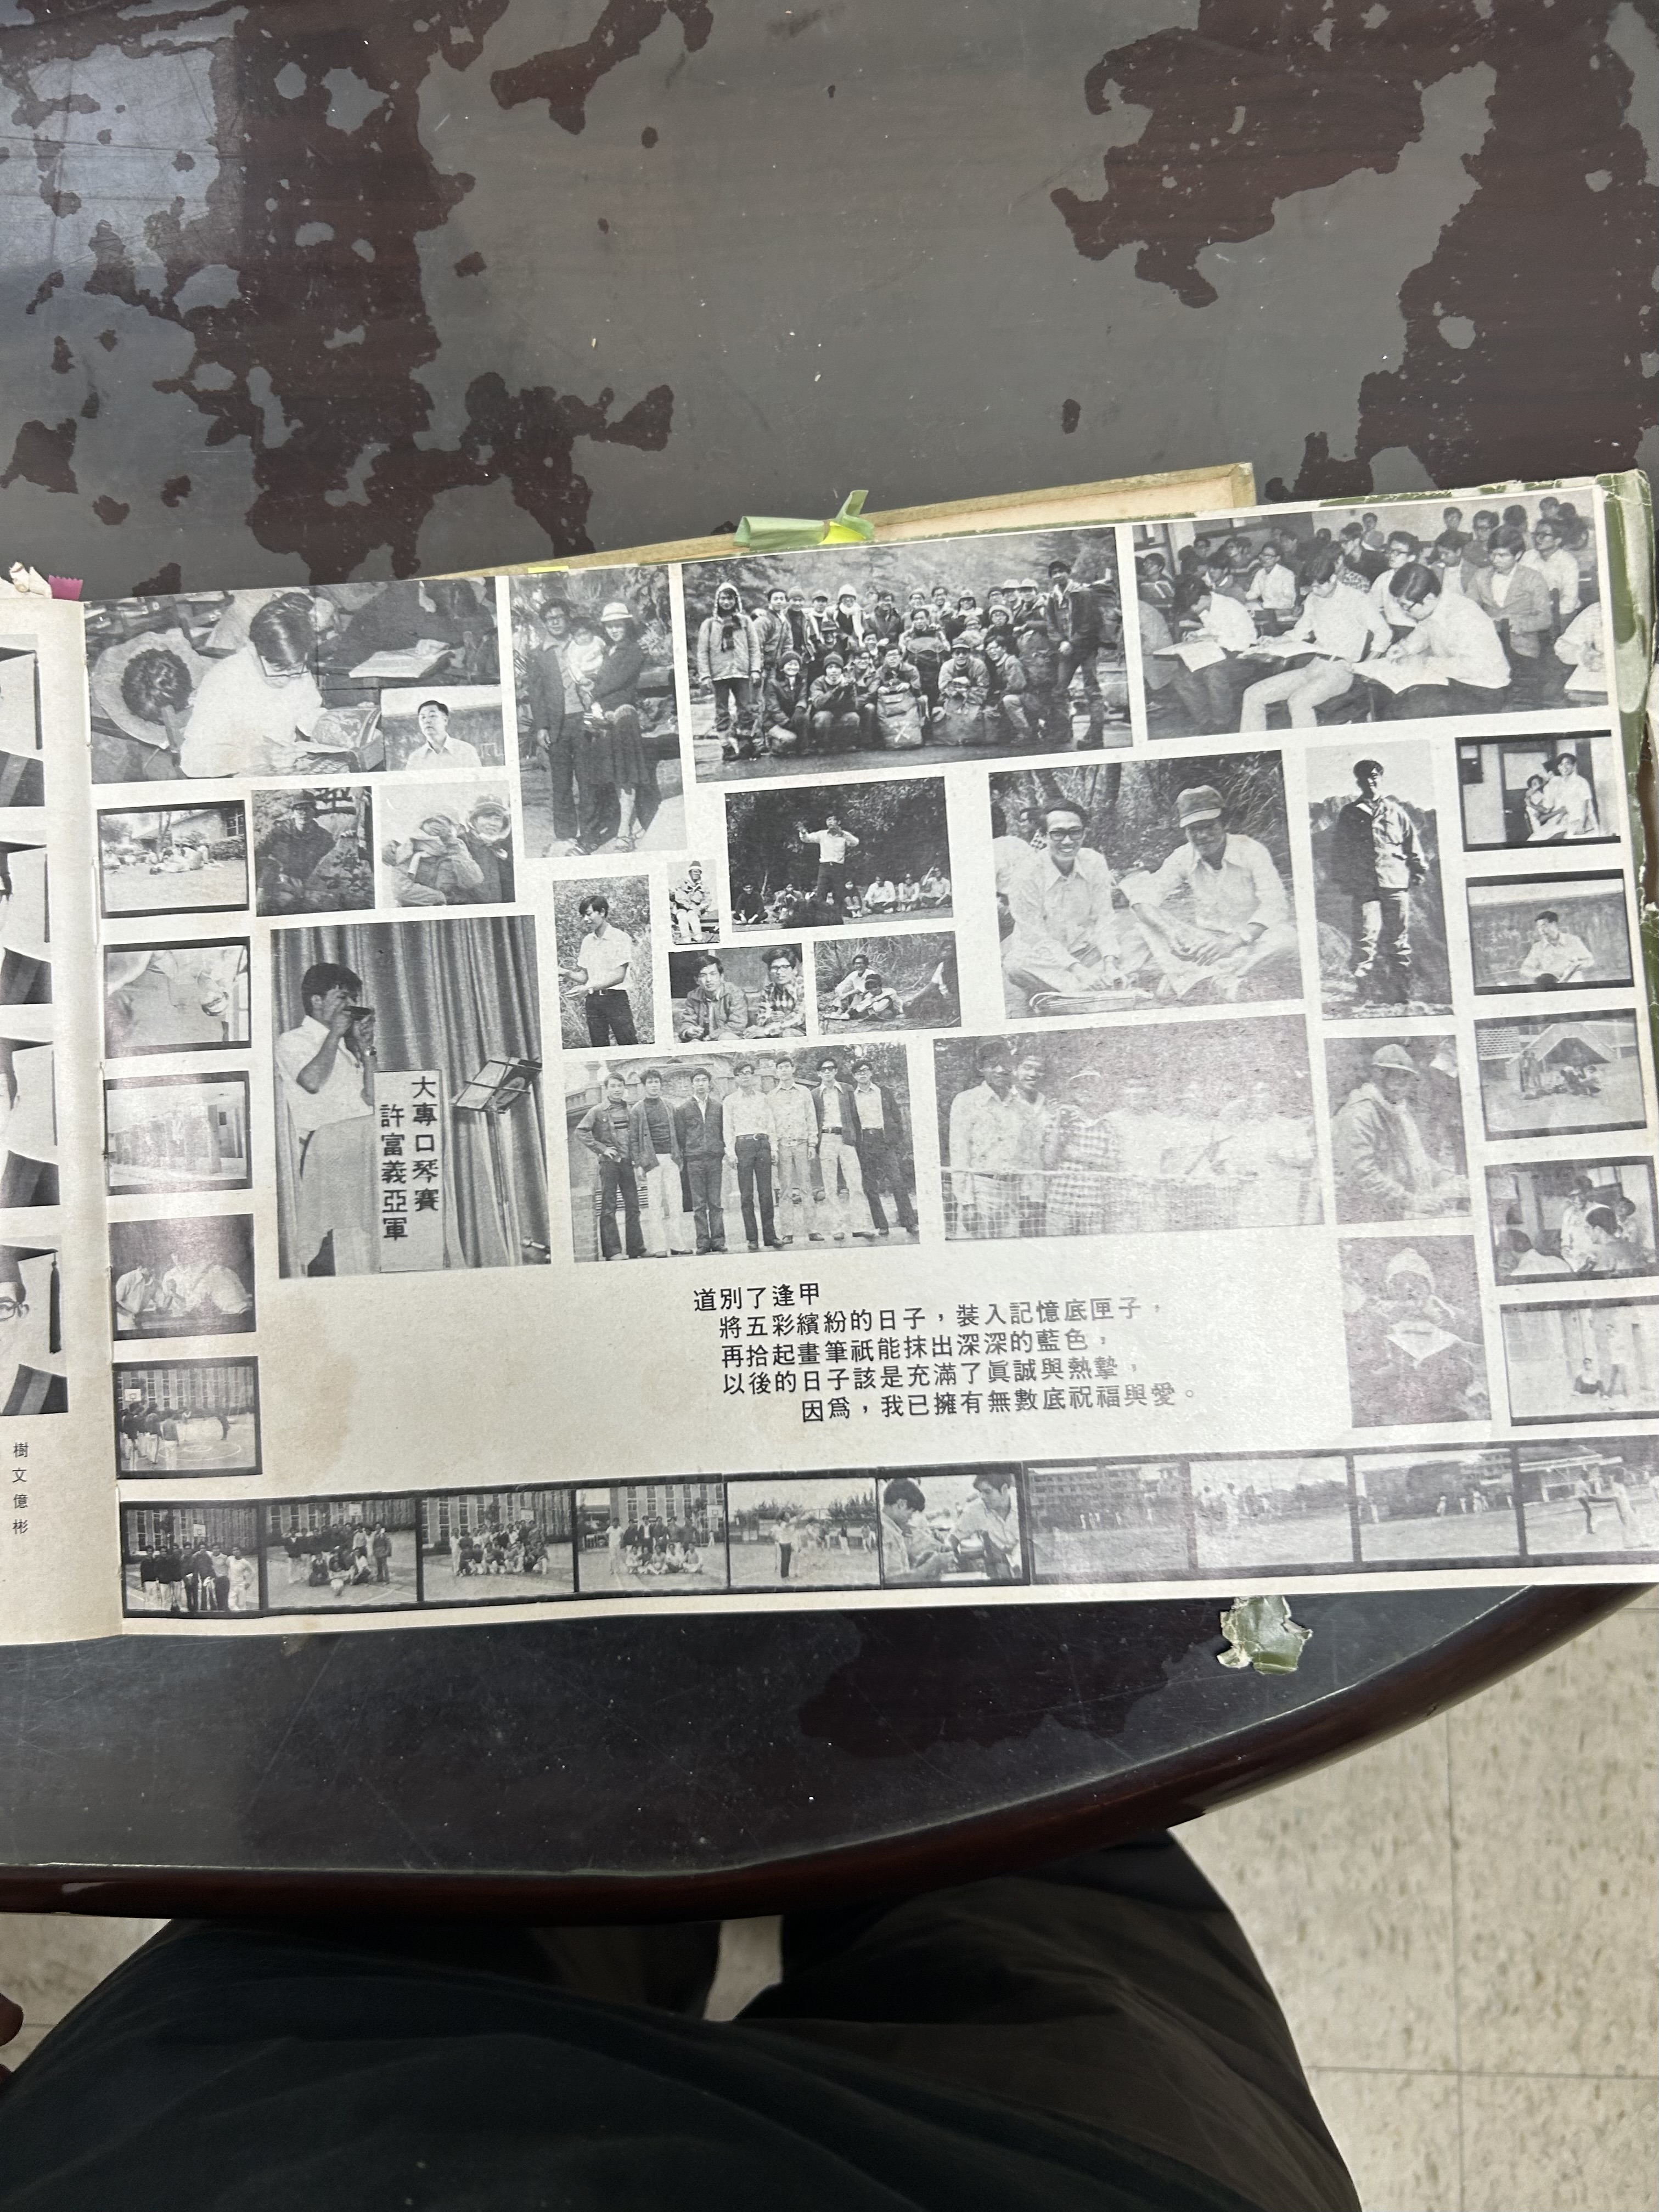 大專口琴賽
許富義亞軍
道別了逢甲
將五彩繽紛的日子，裝入記憶底匣子，
再拾起畫筆祇能抹出深深的藍色，
以後的日子該是充滿了眞誠與熱摯，
因爲，我已擁有無數底祝福與愛。
樹文億彬